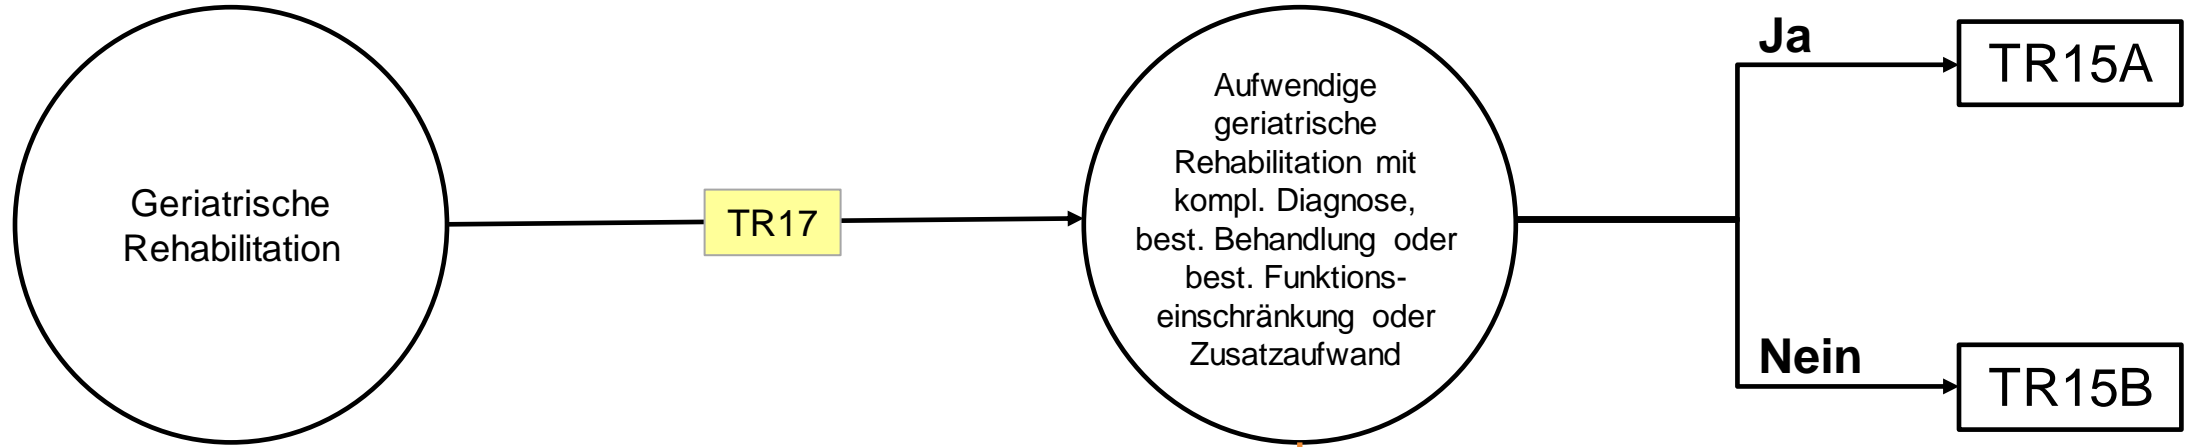 Geriatrische
Rehabilitation
TR17
Aufwendige
geriatrische
Rehabilitation mit
kompl. Diagnose,
best. Behandlung oder
best. Funktions-
einschränkung oder
Zusatzaufwand
Ja
TR15A
Nein
TR15B